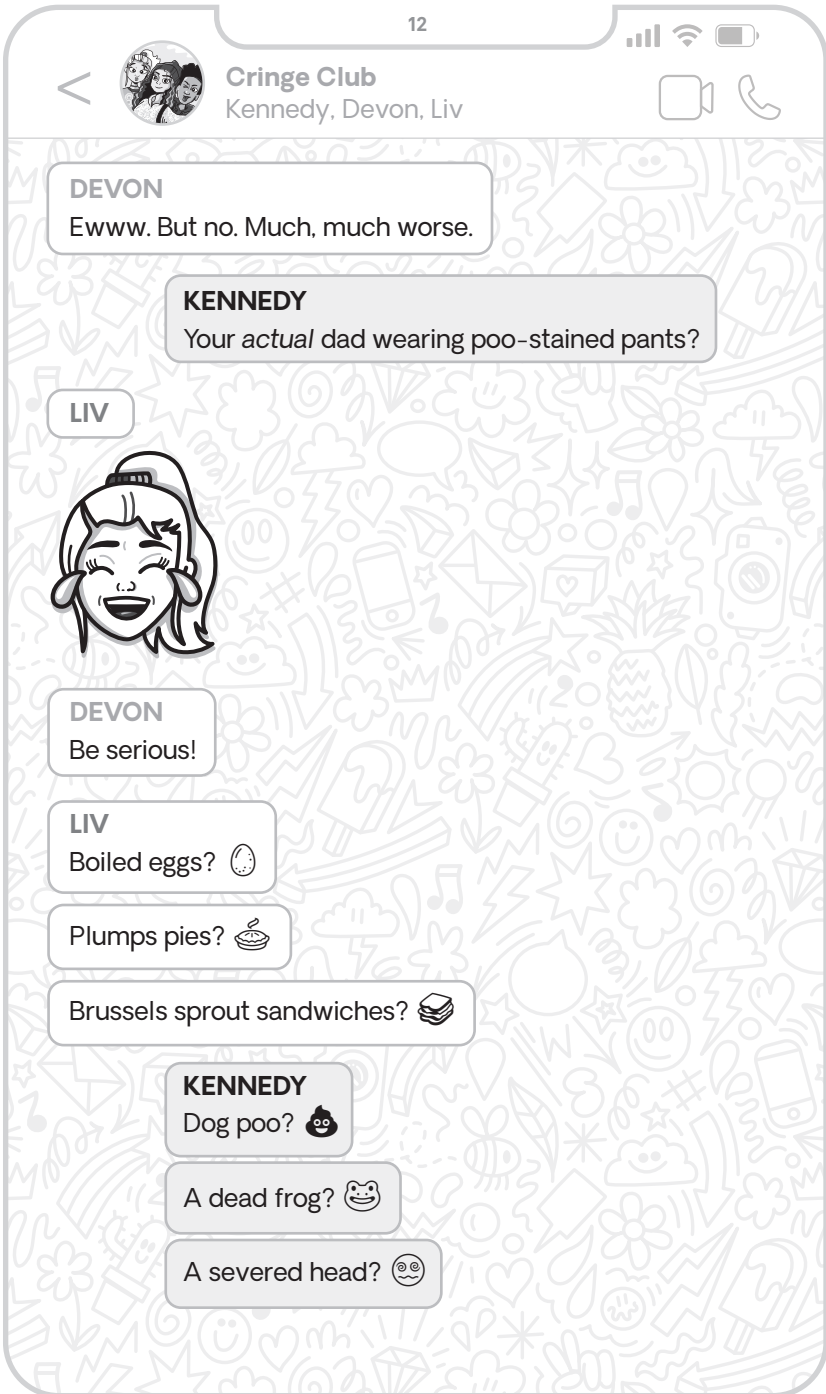 12
Cringe Club
Kennedy, Devon, Liv
DEVON
Ewww. But no. Much, much worse.
KENNEDY
Your actual dad wearing poo-stained pants?
LIV
DEVON
Be serious!
LIV
Boiled eggs?
Plumps pies?
Brussels sprout sandwiches?
KENNEDY
Dog poo?
A dead frog?
A severed head?